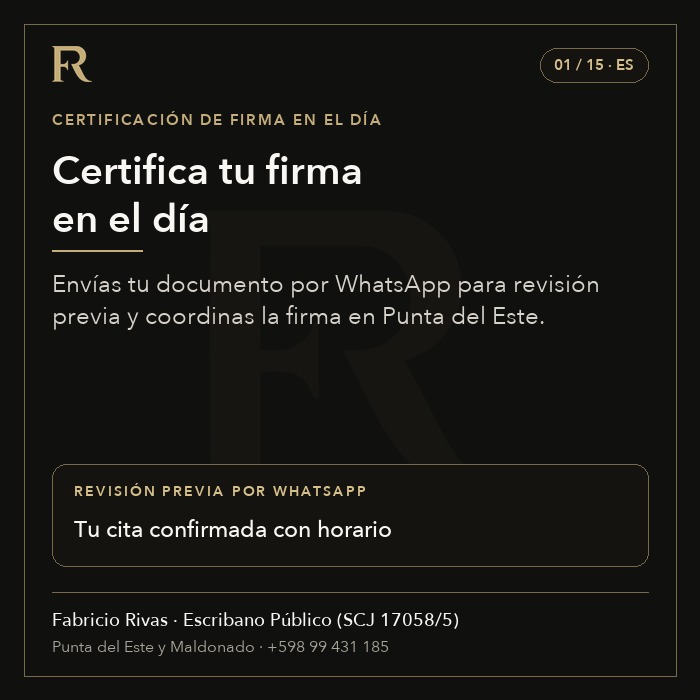 FR
01 / 15 · ES
CERTIFICACIÓN DE FIRMA EN EL DÍA
Certifica tu firma
en el día
Envías tu documento por WhatsApp para revisión
previa y coordinas la firma en Punta del Este.
REVISIÓN PREVIA POR WHATSAPP
Tu cita confirmada con horario
Fabricio Rivas · Escribano Público (SCJ 17058/5)
Punta del Este y Maldonado · +598 99 431 185